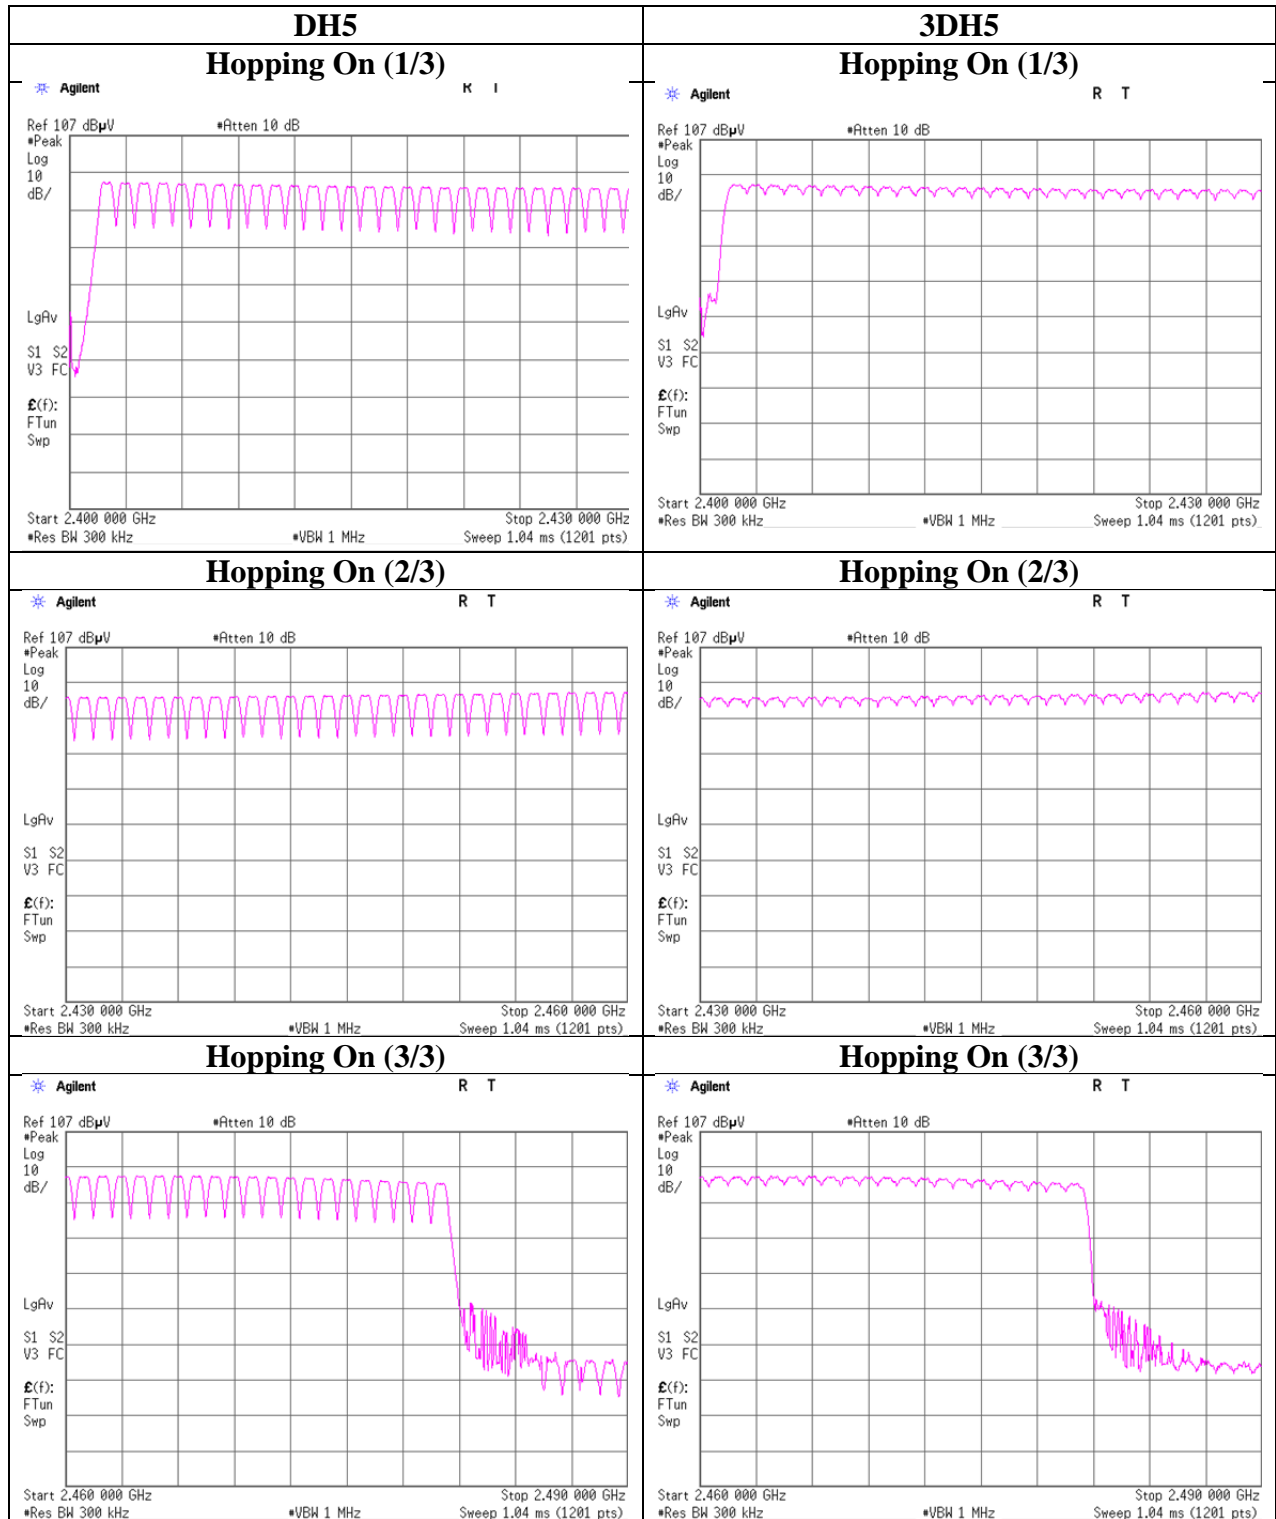 DH5
3DH5
Hopping On (1/3)
Hopping On (1/3)
Agilent
R T
Ref 107 dBµV #Atten 10 dB
#Peak
Log
10
dB/
LgAv
S1 S2
V3 FC
£(f):
FTun
Swp
Start 2.400 000 GHz Stop 2.430 000 GHz
#Res BW 300 kHz #VBW 1 MHz Sweep 1.04 ms (1201 pts)
Agilent
R T
Ref 107 dBµV #Atten 10 dB
#Peak
Log
10
dB/
LgAv
S1 S2
V3 FC
£(f):
FTun
Swp
Start 2.400 000 GHz Stop 2.430 000 GHz
#Res BW 300 kHz #VBW 1 MHz Sweep 1.04 ms (1201 pts)
Hopping On (2/3)
Hopping On (2/3)
Agilent
R T
Ref 107 dBµV #Atten 10 dB
#Peak
Log
10
dB/
LgAv
S1 S2
V3 FC
£(f):
FTun
Swp
Start 2.430 000 GHz Stop 2.460 000 GHz
#Res BW 300 kHz #VBW 1 MHz Sweep 1.04 ms (1201 pts)
Agilent
R T
Ref 107 dBµV #Atten 10 dB
#Peak
Log
10
dB/
LgAv
S1 S2
V3 FC
£(f):
FTun
Swp
Start 2.430 000 GHz Stop 2.460 000 GHz
#Res BW 300 kHz #VBW 1 MHz Sweep 1.04 ms (1201 pts)
Hopping On (3/3)
Hopping On (3/3)
Agilent
R T
Ref 107 dBµV #Atten 10 dB
#Peak
Log
10
dB/
LgAv
S1 S2
V3 FC
£(f):
FTun
Swp
Start 2.460 000 GHz Stop 2.490 000 GHz
#Res BW 300 kHz #VBW 1 MHz Sweep 1.04 ms (1201 pts)
Agilent
R T
Ref 107 dBµV #Atten 10 dB
#Peak
Log
10
dB/
LgAv
S1 S2
V3 FC
£(f):
FTun
Swp
Start 2.460 000 GHz Stop 2.490 000 GHz
#Res BW 300 kHz #VBW 1 MHz Sweep 1.04 ms (1201 pts)